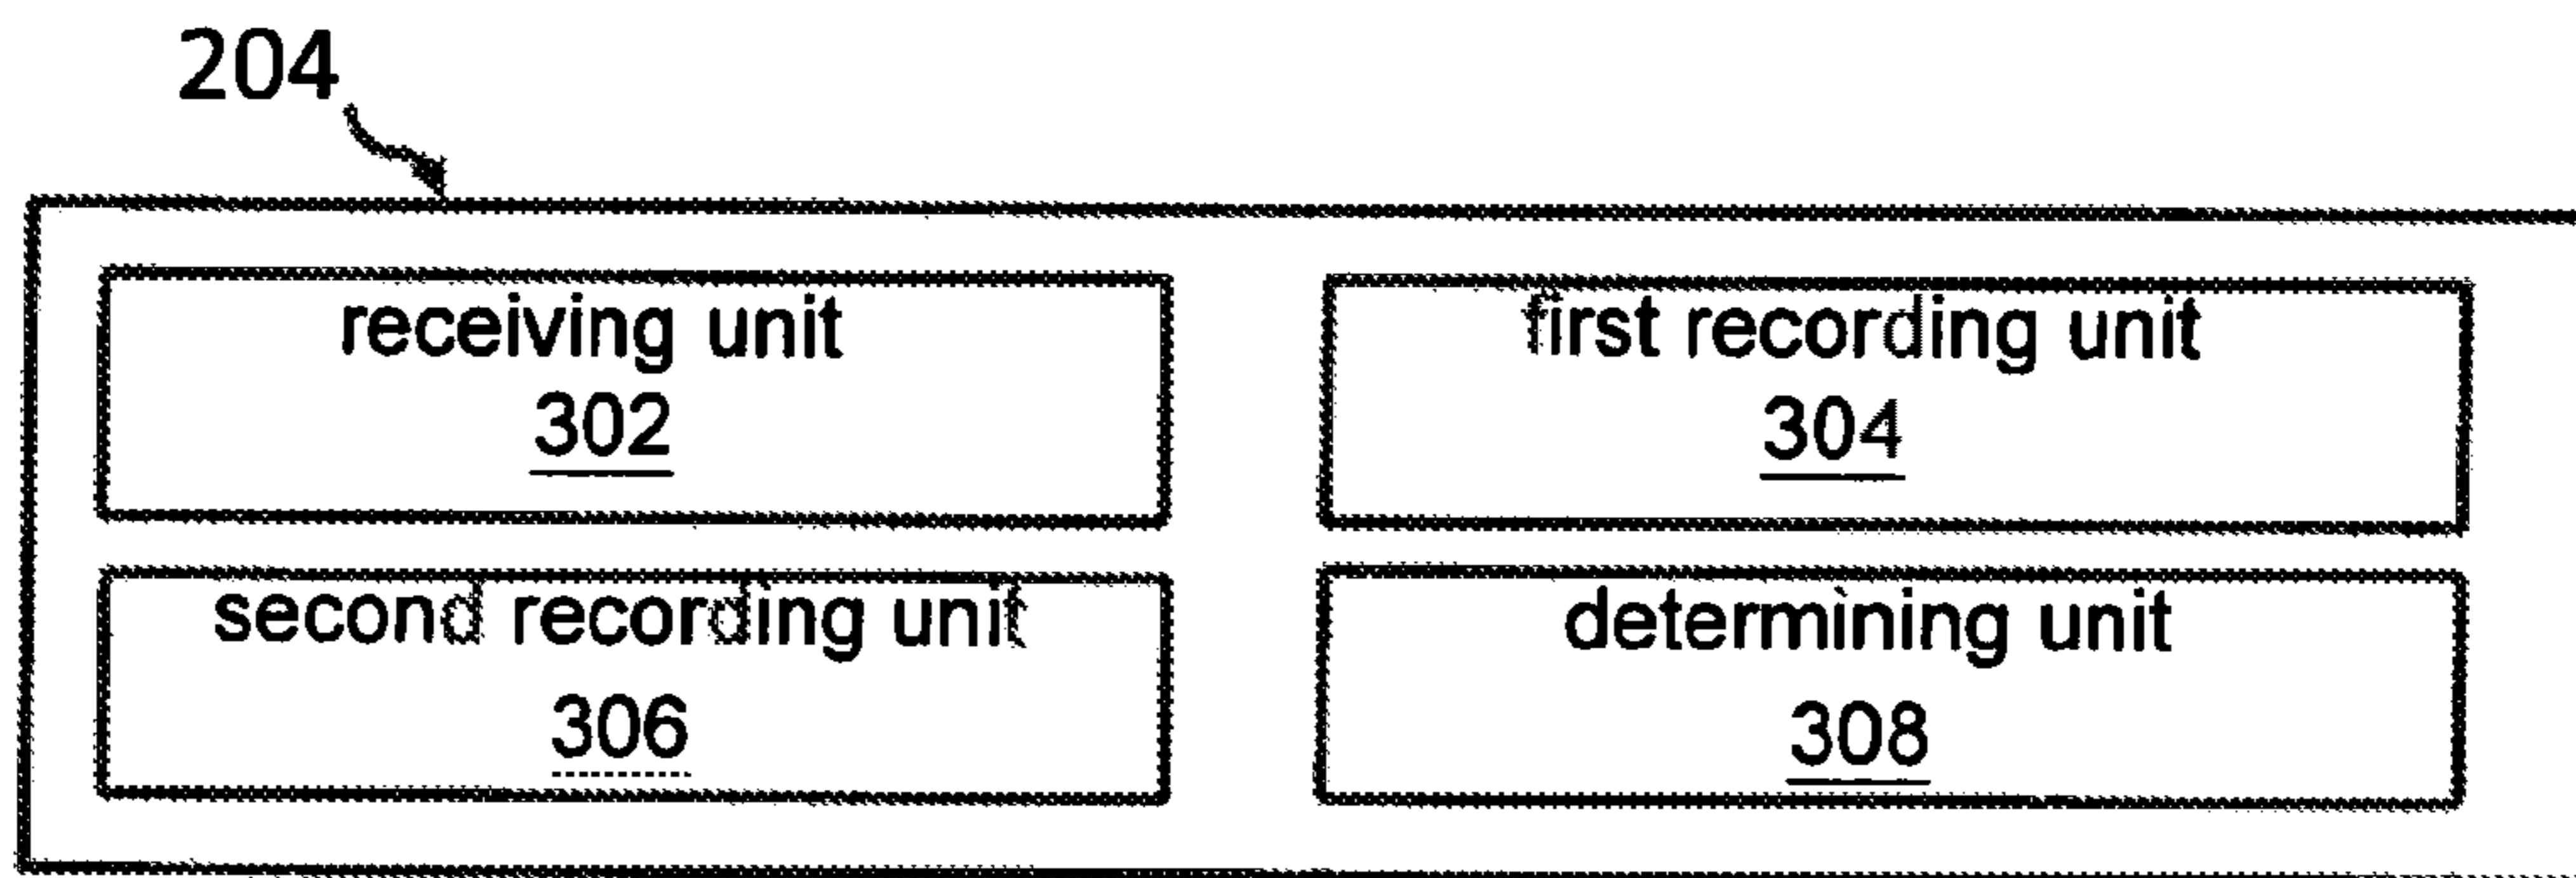 204
receiving unit
302
first recording unit
304
second recording unit
306
determining unit
308